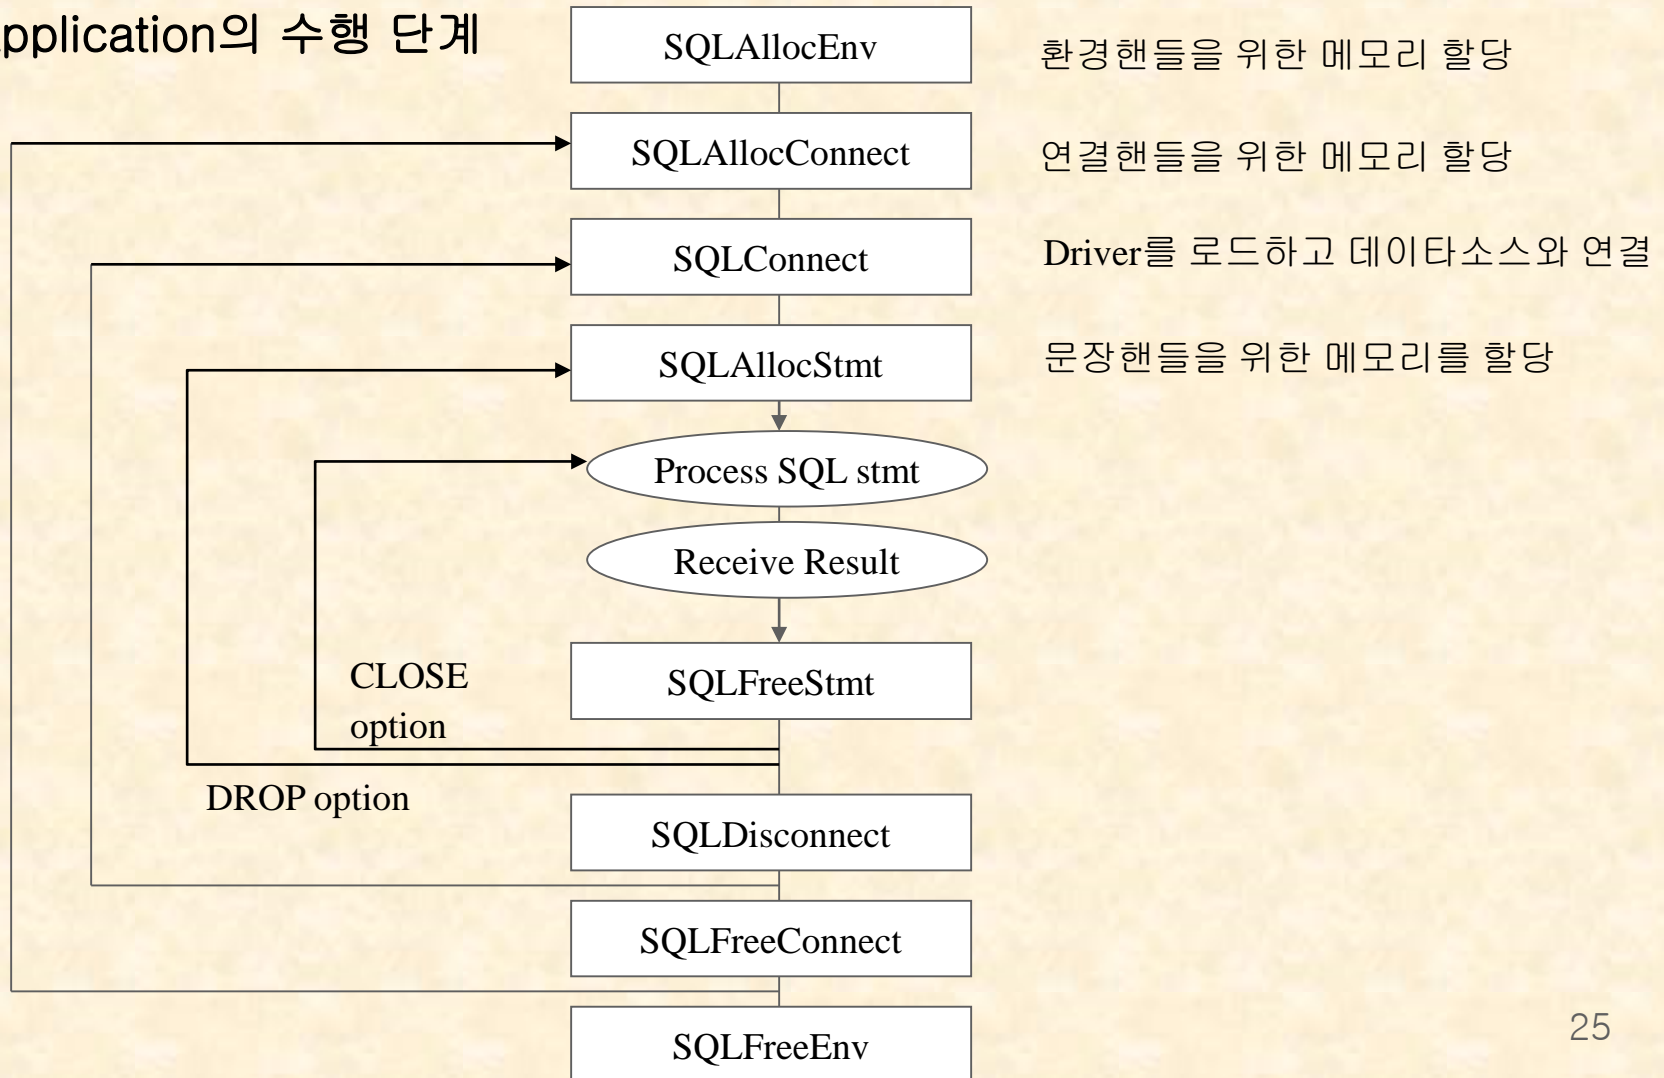 pplication의 수행 단계
SQLAllocEnv
환경핸들을 위한 메모리 할당
SQLAllocConnect
연결핸들을 위한 메모리 할당
SQLConnect
Driver를 로드하고 데이타소스와 연결
SQLAllocStmt
문장핸들을 위한 메모리를 할당
Process SQL stmt
Receive Result
SQLFreeStmt
CLOSE
option
DROP option
SQLDisconnect
SQLFreeConnect
SQLFreeEnv
25